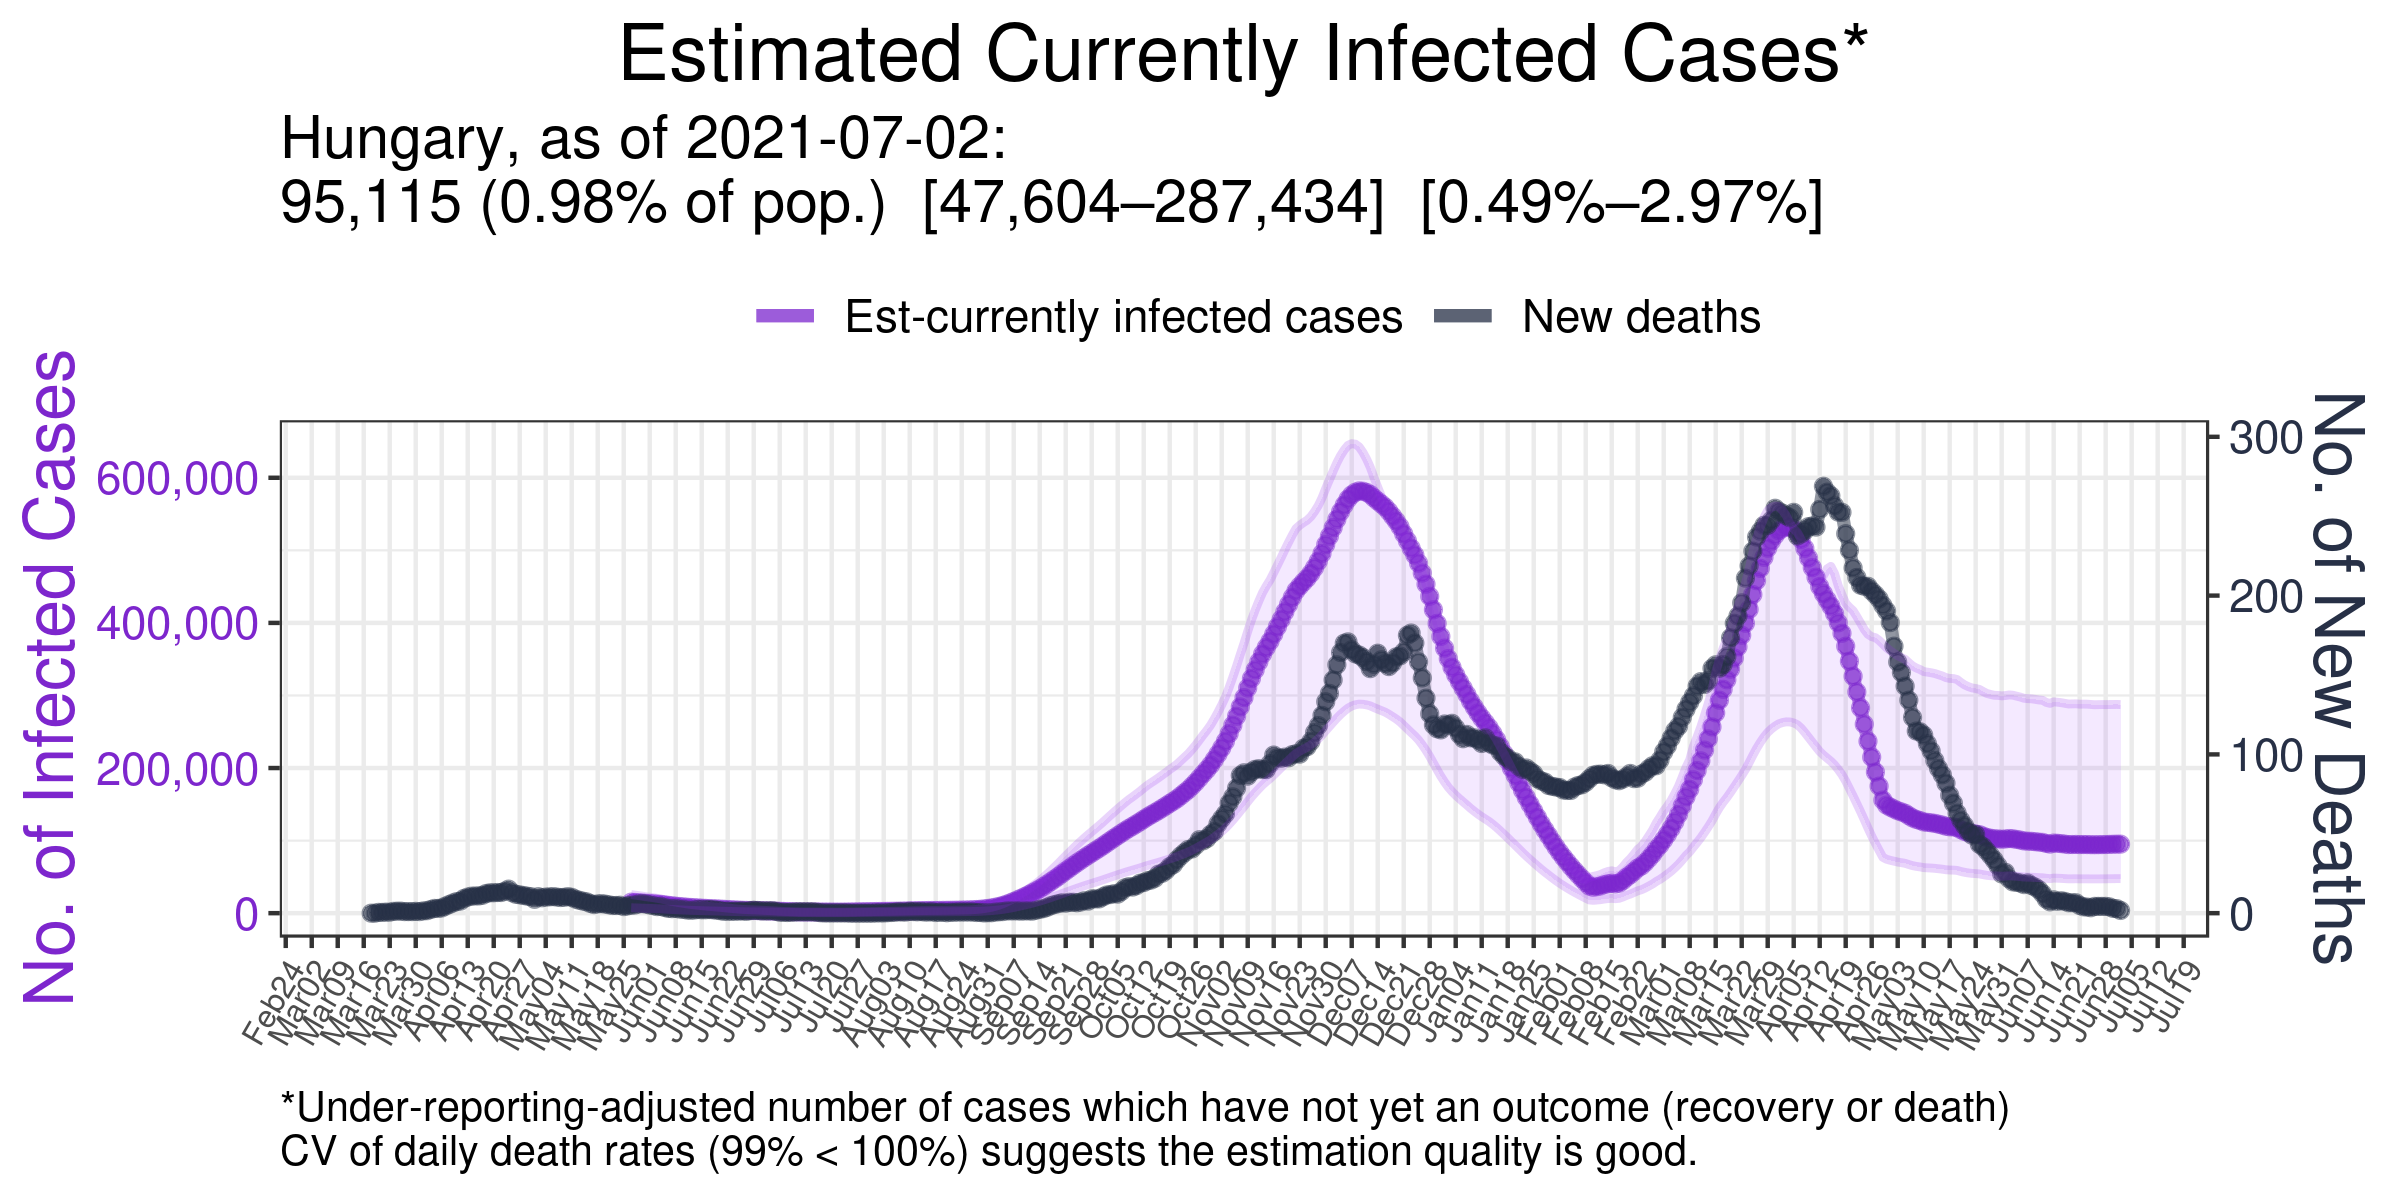 Estimated Currently Infected Cases*
Hungary, as of 2021-07-02:
95,115 (0.98% of pop.) [47,604–287,434] [0.49%–2.97%]
Est-currently infected cases
New deaths
No. of Infected Cases
600,000
400,000
200,000
0
300
200
100
0
No. of New Deaths
Feb24
Mar02
Mar09
Mar16
Mar23
Mar30
Apr06
Apr13
Apr20
Apr27
May04
May11
May18
May25
Jun01
Jun08
Jun15
Jun22
Jun29
Jul06
Jul13
Jul20
Jul27
Aug03
Aug10
Aug17
Aug24
Aug31
Sep07
Sep14
Sep21
Sep28
Oct05
Oct12
Oct19
Oct26
Nov02
Nov09
Nov16
Nov23
Nov30
Dec07
Dec14
Dec21
Dec28
Jan04
Jan11
Jan18
Jan25
Feb01
Feb08
Feb15
Feb22
Mar01
Mar08
Mar15
Mar22
Mar29
Apr05
Apr12
Apr19
Apr26
May03
May10
May17
May24
May31
Jun07
Jun14
Jun21
Jun28
Jul05
Jul12
Jul19
*Under-reporting-adjusted number of cases which have not yet an outcome (recovery or death)
CV of daily death rates (99% < 100%) suggests the estimation quality is good.